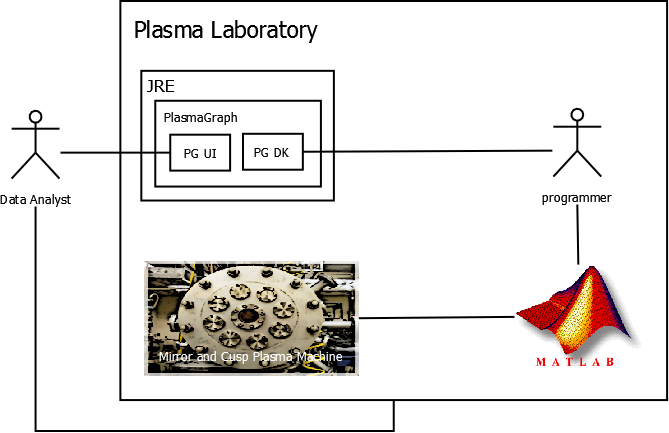 Plasma Laboratory
JRE
PlasmaGraph
PG UI
PG DK
Data Analyst
programmer
Mirror and Cusp Plasma Machine
MATLAB